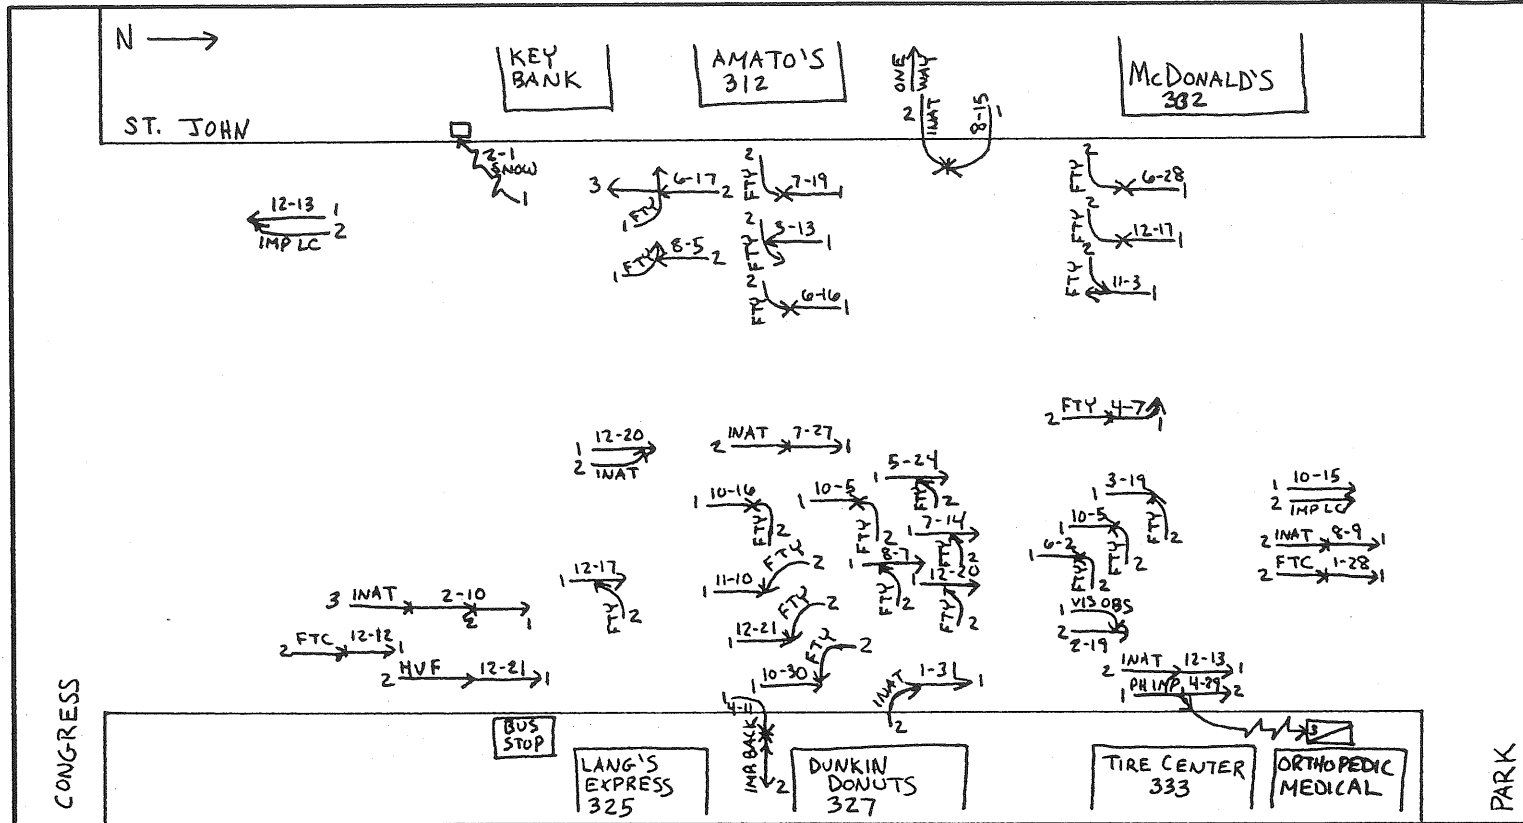 N
KEY
BANK
AMATO'S
312
ONE
WAY
McDONALD'S
332
ST. JOHN
2
INAT
8-15
1
2-1
SNOW
1
12-13
1
IMP LC
2
3
6-17
2
1
FTY
8-5
2
1
FTY
2
FTY
7-19
1
2
FTY
3-13
1
2
FTY
6-16
1
2
FTY
6-28
1
2
FTY
12-17
1
2
FTY
11-3
1
2
FTY
4-7
1
1
12-20
2
INAT
2
INAT
7-27
1
1
5-24
FTY
2
1
10-16
FTY
2
1
10-5
FTY
2
1
7-14
FTY
2
1
3-19
FTY
2
1
10-5
FTY
2
1
6-2
FTY
2
1
10-15
2
IMP LC
2
INAT
8-9
1
2
FTC
1-28
1
1
8-7
FTY
2
1
12-20
FTY
2
1
12-17
FTY
2
1
11-10
FTY
2
1
12-21
FTY
2
1
10-30
FTY
2
1
VIS OBS
2
2-19
3
INAT
2-10
2
1
2
FTC
12-12
1
2
MVF
12-21
1
INAT
1-31
1
2
2
INAT
12-13
1
1
PH IMP
4-29
2
3
1
4-11
IMP BACK
2
CONGRESS
BUS
STOP
LANG'S
EXPRESS
325
DUNKIN
DONUTS
327
TIRE CENTER
333
ORTHOPEDIC
MEDICAL
PARK